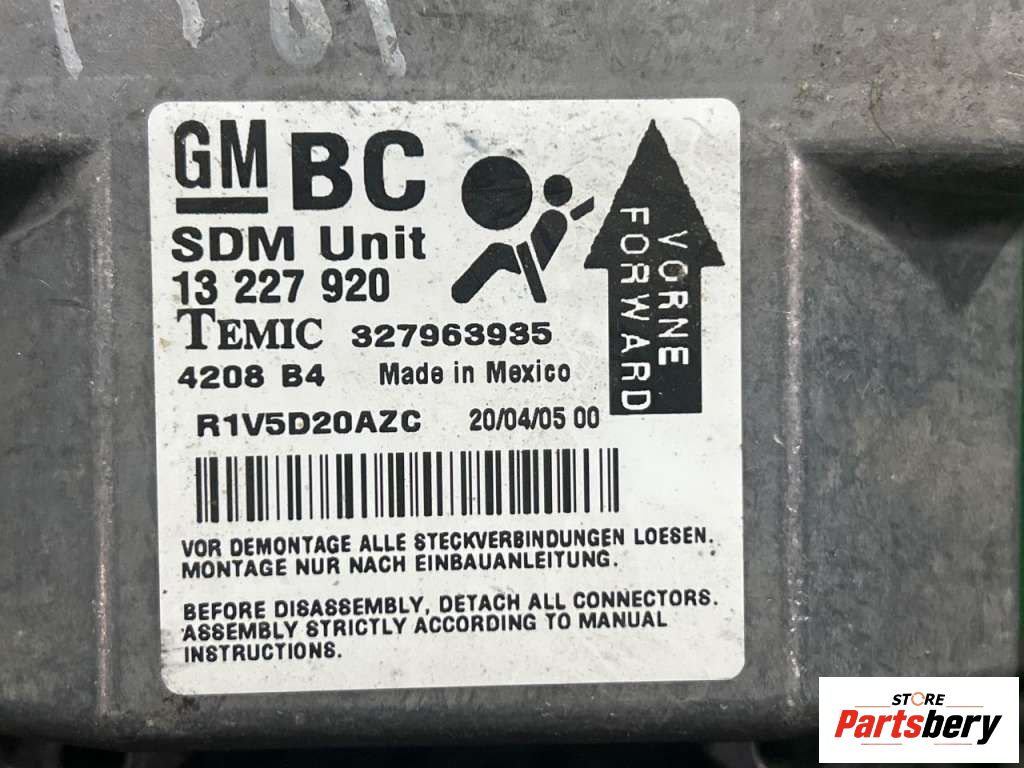 GM BC
SDM Unit
13 227 920
TEMIC 327963935
4208 B4 Made in Mexico
R1V5D20AZC 20/04/05 00
VORNE
FORWARD
VOR DEMONTAGE ALLE STECKVERBINDUNGEN LOESEN.
MONTAGE NUR NACH EINBAUANLEITUNG.
BEFORE DISASSEMBLY, DETACH ALL CONNECTORS.
ASSEMBLY STRICTLY ACCORDING TO MANUAL
INSTRUCTIONS.
STORE
Partsbery